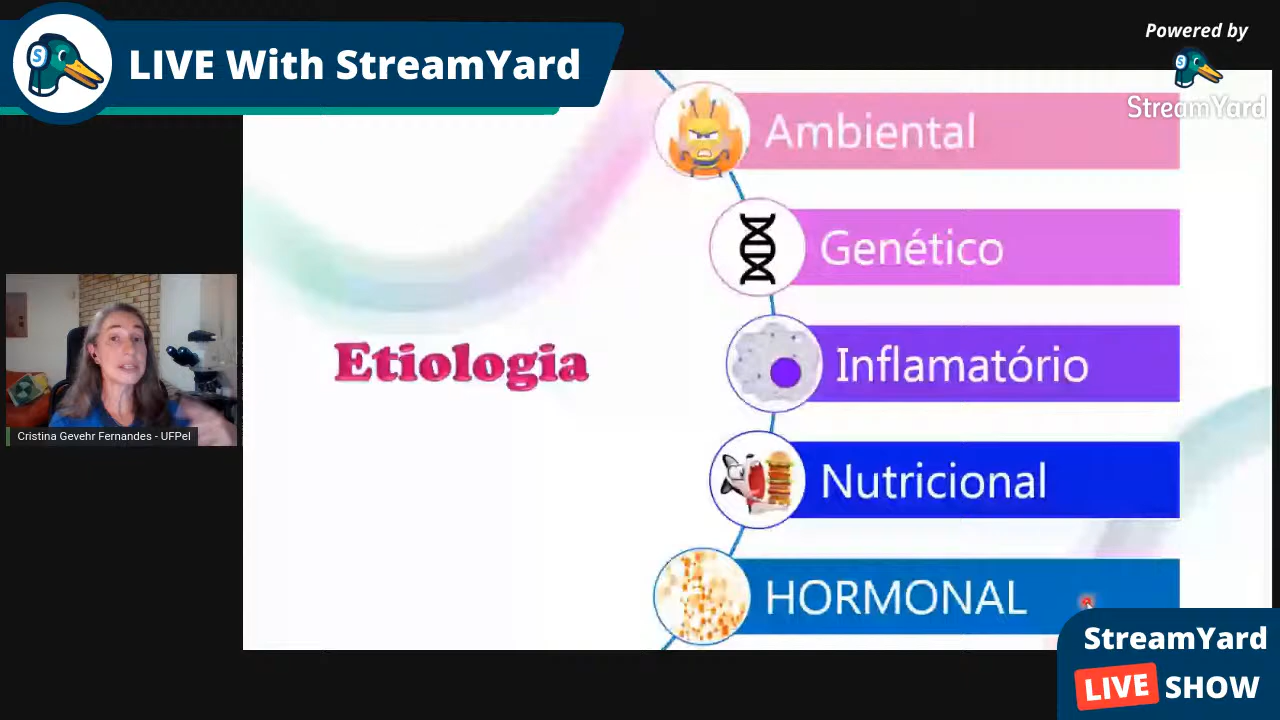 LIVE With StreamYard
Powered by
StreamYard
Ambiental
Genético
Etiologia
Inflamatório
Nutricional
HORMONAL
Cristina Gevehr Fernandes - UFPel
StreamYard
LIVE SHOW